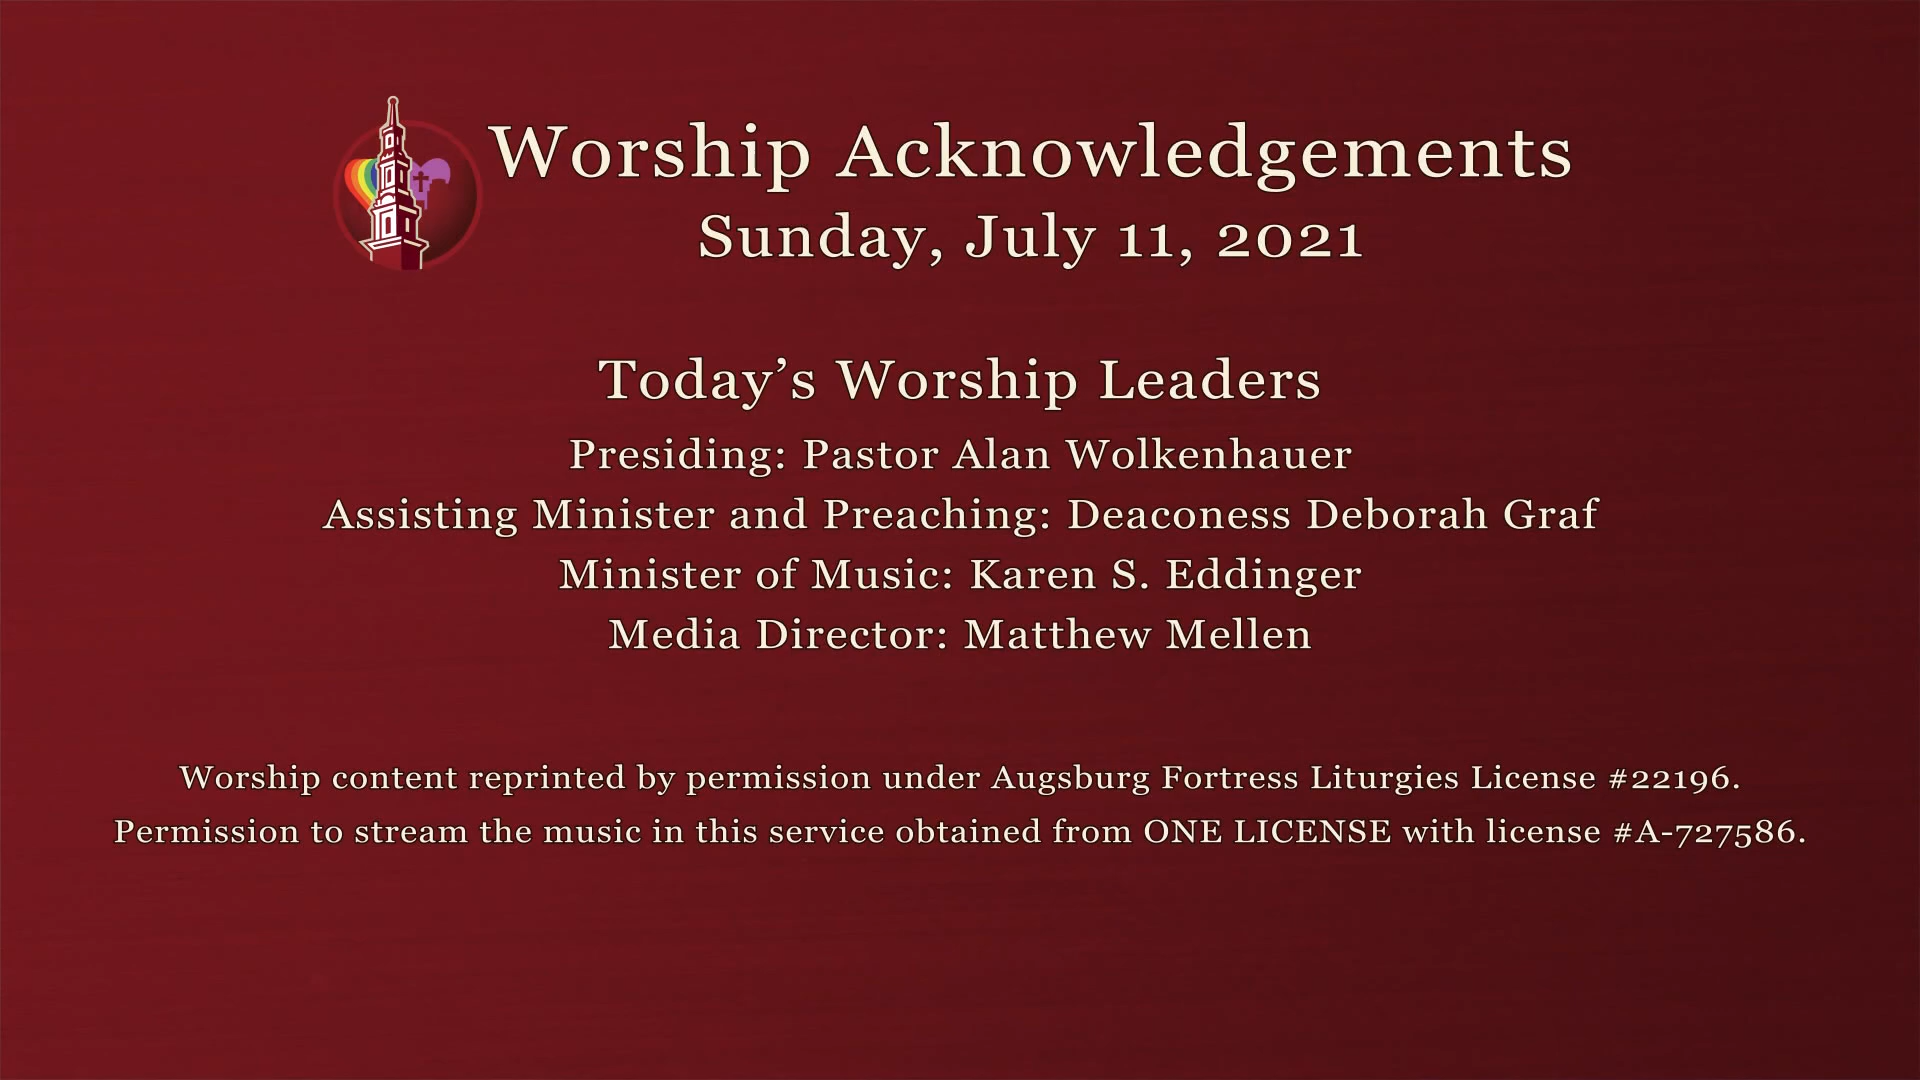 Worship Acknowledgements
Sunday, July 11, 2021
Today’s Worship Leaders
Presiding: Pastor Alan Wolkenhauer
Assisting Minister and Preaching: Deaconess Deborah Graf
Minister of Music: Karen S. Eddinger
Media Director: Matthew Mellen
Worship content reprinted by permission under Augsburg Fortress Liturgies License #22196.
Permission to stream the music in this service obtained from ONE LICENSE with license #A-727586.